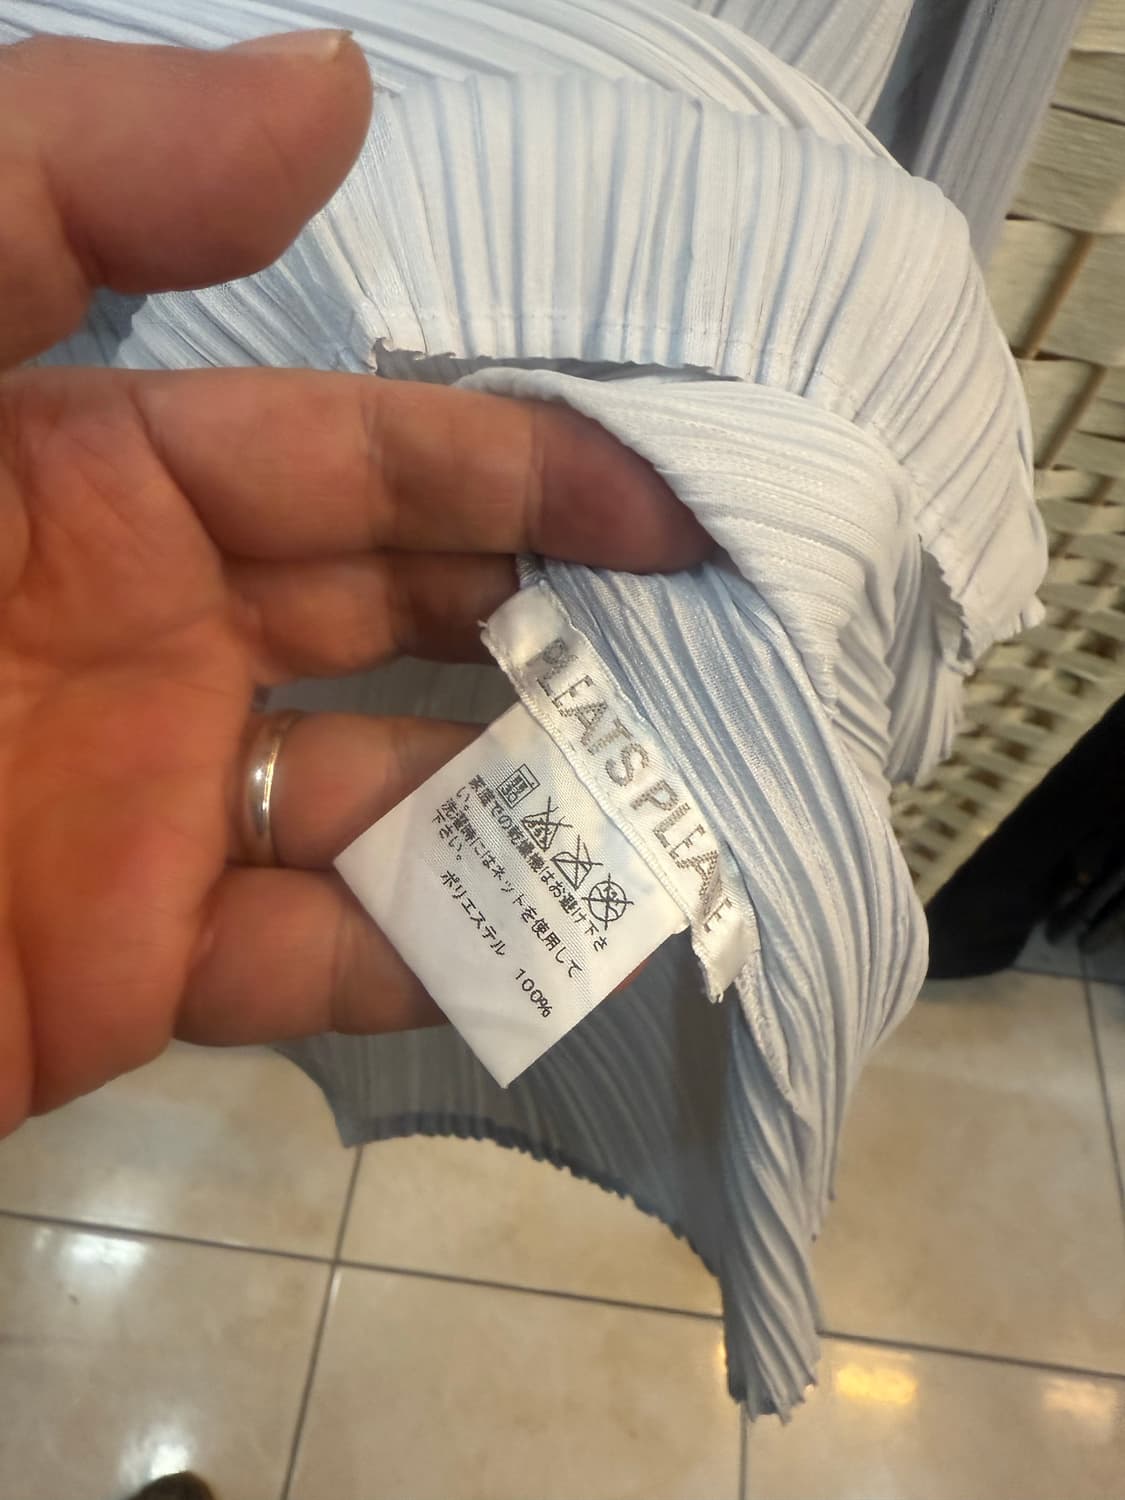 PLEATS PLEASE
家庭での乾燥機はお避け下さ
い。
洗濯時にはネットを使用して
下さい。
ポリエステル 100%